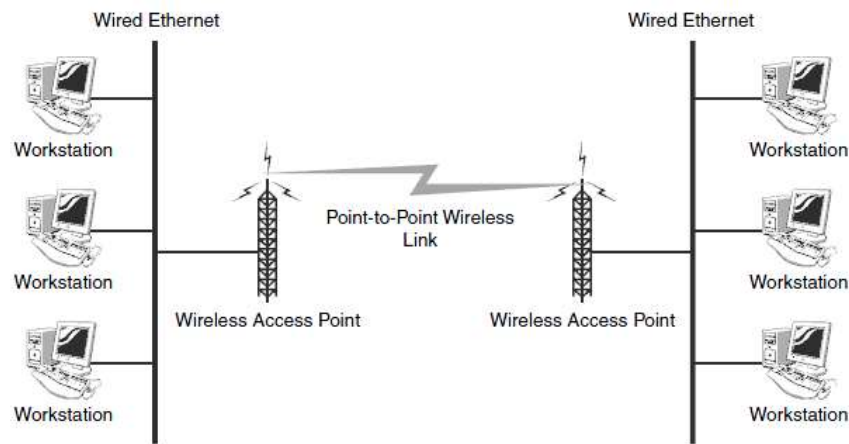 Wired Ethernet
Wired Ethernet
Workstation
Workstation
Point-to-Point Wireless
Link
Workstation
Workstation
Wireless Access Point
Wireless Access Point
Workstation
Workstation